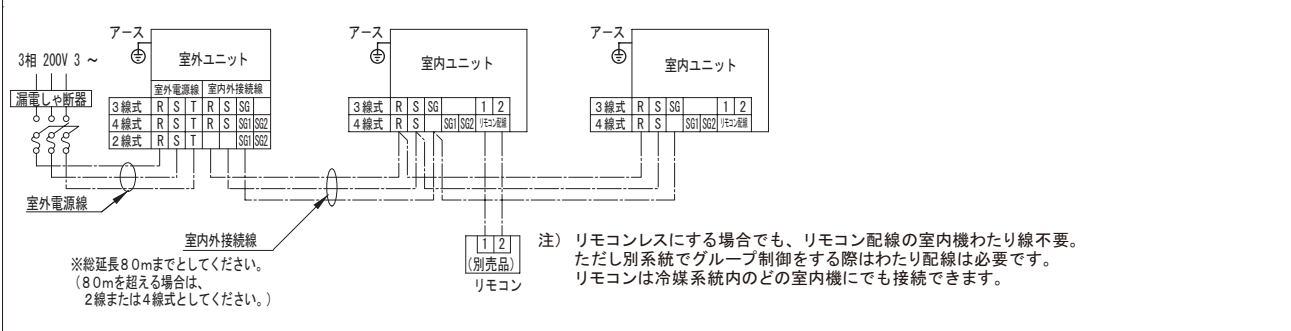 3相 200V 3 ～
漏電しゃ断器
室外電源線
アース
室外ユニット
室外電源線 室内外接続線
3線式 R S T R S SG
4線式 R S T R S SG1 SG2
2線式 R S T SG1 SG2
アース
室内ユニット
3線式 R S SG 1 2
4線式 R S SG1 SG2 リモコン配線
アース
室内ユニット
3線式 R S SG 1 2
4線式 R S SG1 SG2 リモコン配線
室内外接続線
※総延長80mまでとしてください。
(80mを超える場合は、
2線または4線式としてください。)
1 2
(別売品)
リモコン
注) リモコンレスにする場合でも、リモコン配線の室内機わたり線不要。
ただし別系統でグループ制御をする際はわたり配線は必要です。
リモコンは冷媒系統内のどの室内機にでも接続できます。